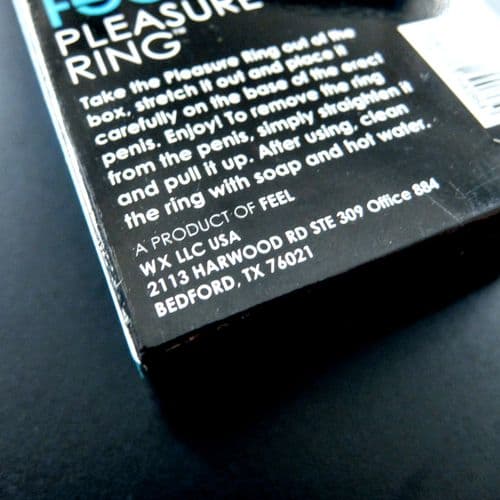 PLEASURE
RING™
Take the Pleasure Ring out of the
box, stretch it out and place it
carefully on the base of the erect
penis. Enjoy! To remove the ring
from the penis, simply straighten it
and pull it up. After using, clean
the ring with soap and hot water.
A PRODUCT OF FEEL
WX LLC USA
2113 HARWOOD RD STE 309 Office 884
BEDFORD, TX 76021